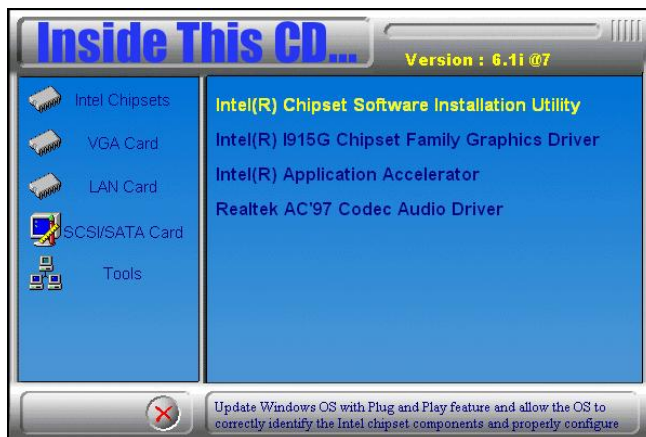 Inside This CD...
Version : 6.1i @7
Intel Chipsets
VGA Card
LAN Card
SCSI/SATA Card
Tools
Intel(R) Chipset Software Installation Utility
Intel(R) I915G Chipset Family Graphics Driver
Intel(R) Application Accelerator
Realtek AC'97 Codec Audio Driver
Update Windows OS with Plug and Play feature and allow the OS to
correctly identify the Intel chipset components and properly configure